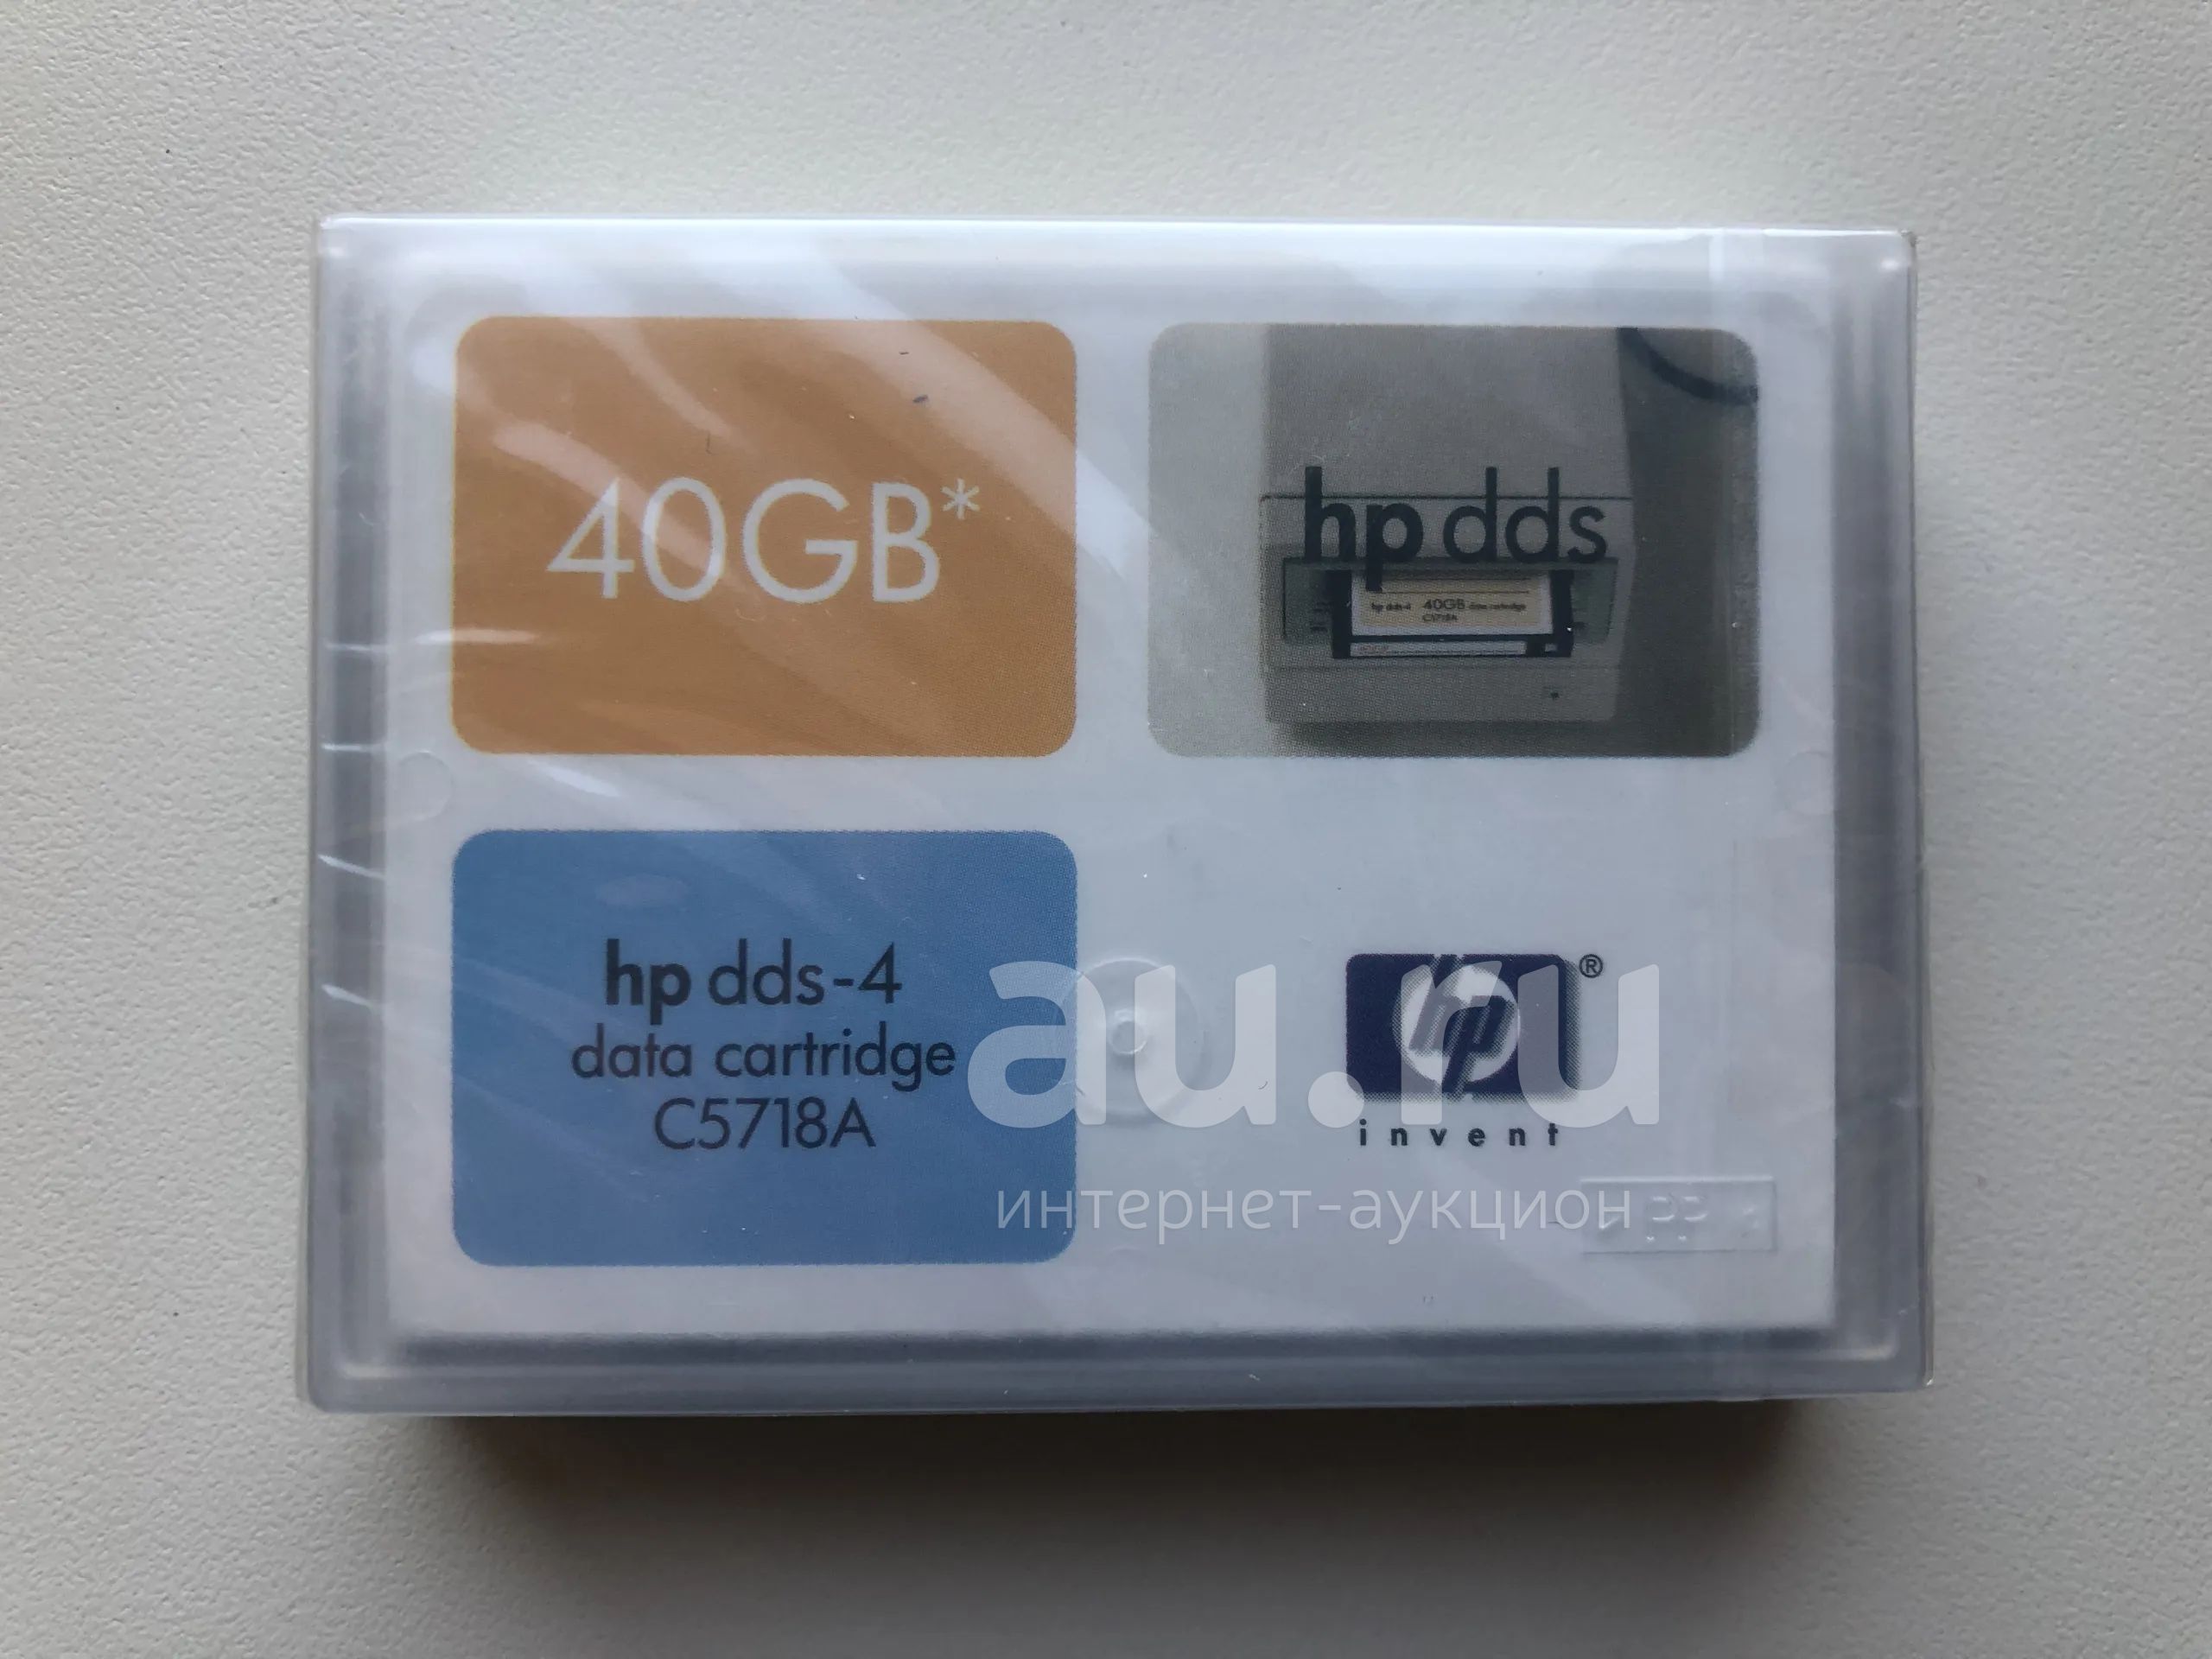 40GB*
hp dds
hp dds-4 40GB data cartridge
C5718A
hp dds-4
data cartridge
C5718A
hp ®
invent
au.ru
интернет-аукцион
PP